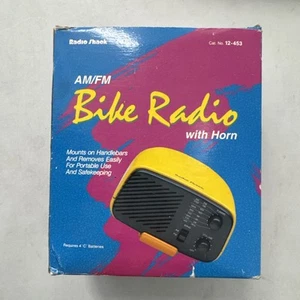 Radio Shack
Cat. No. 12-453
AM/FM
Bike Radio
with Horn
Mounts on Handlebars
And Removes Easily
For Portable Use
And Safekeeping
Requires 4 "C" Batteries